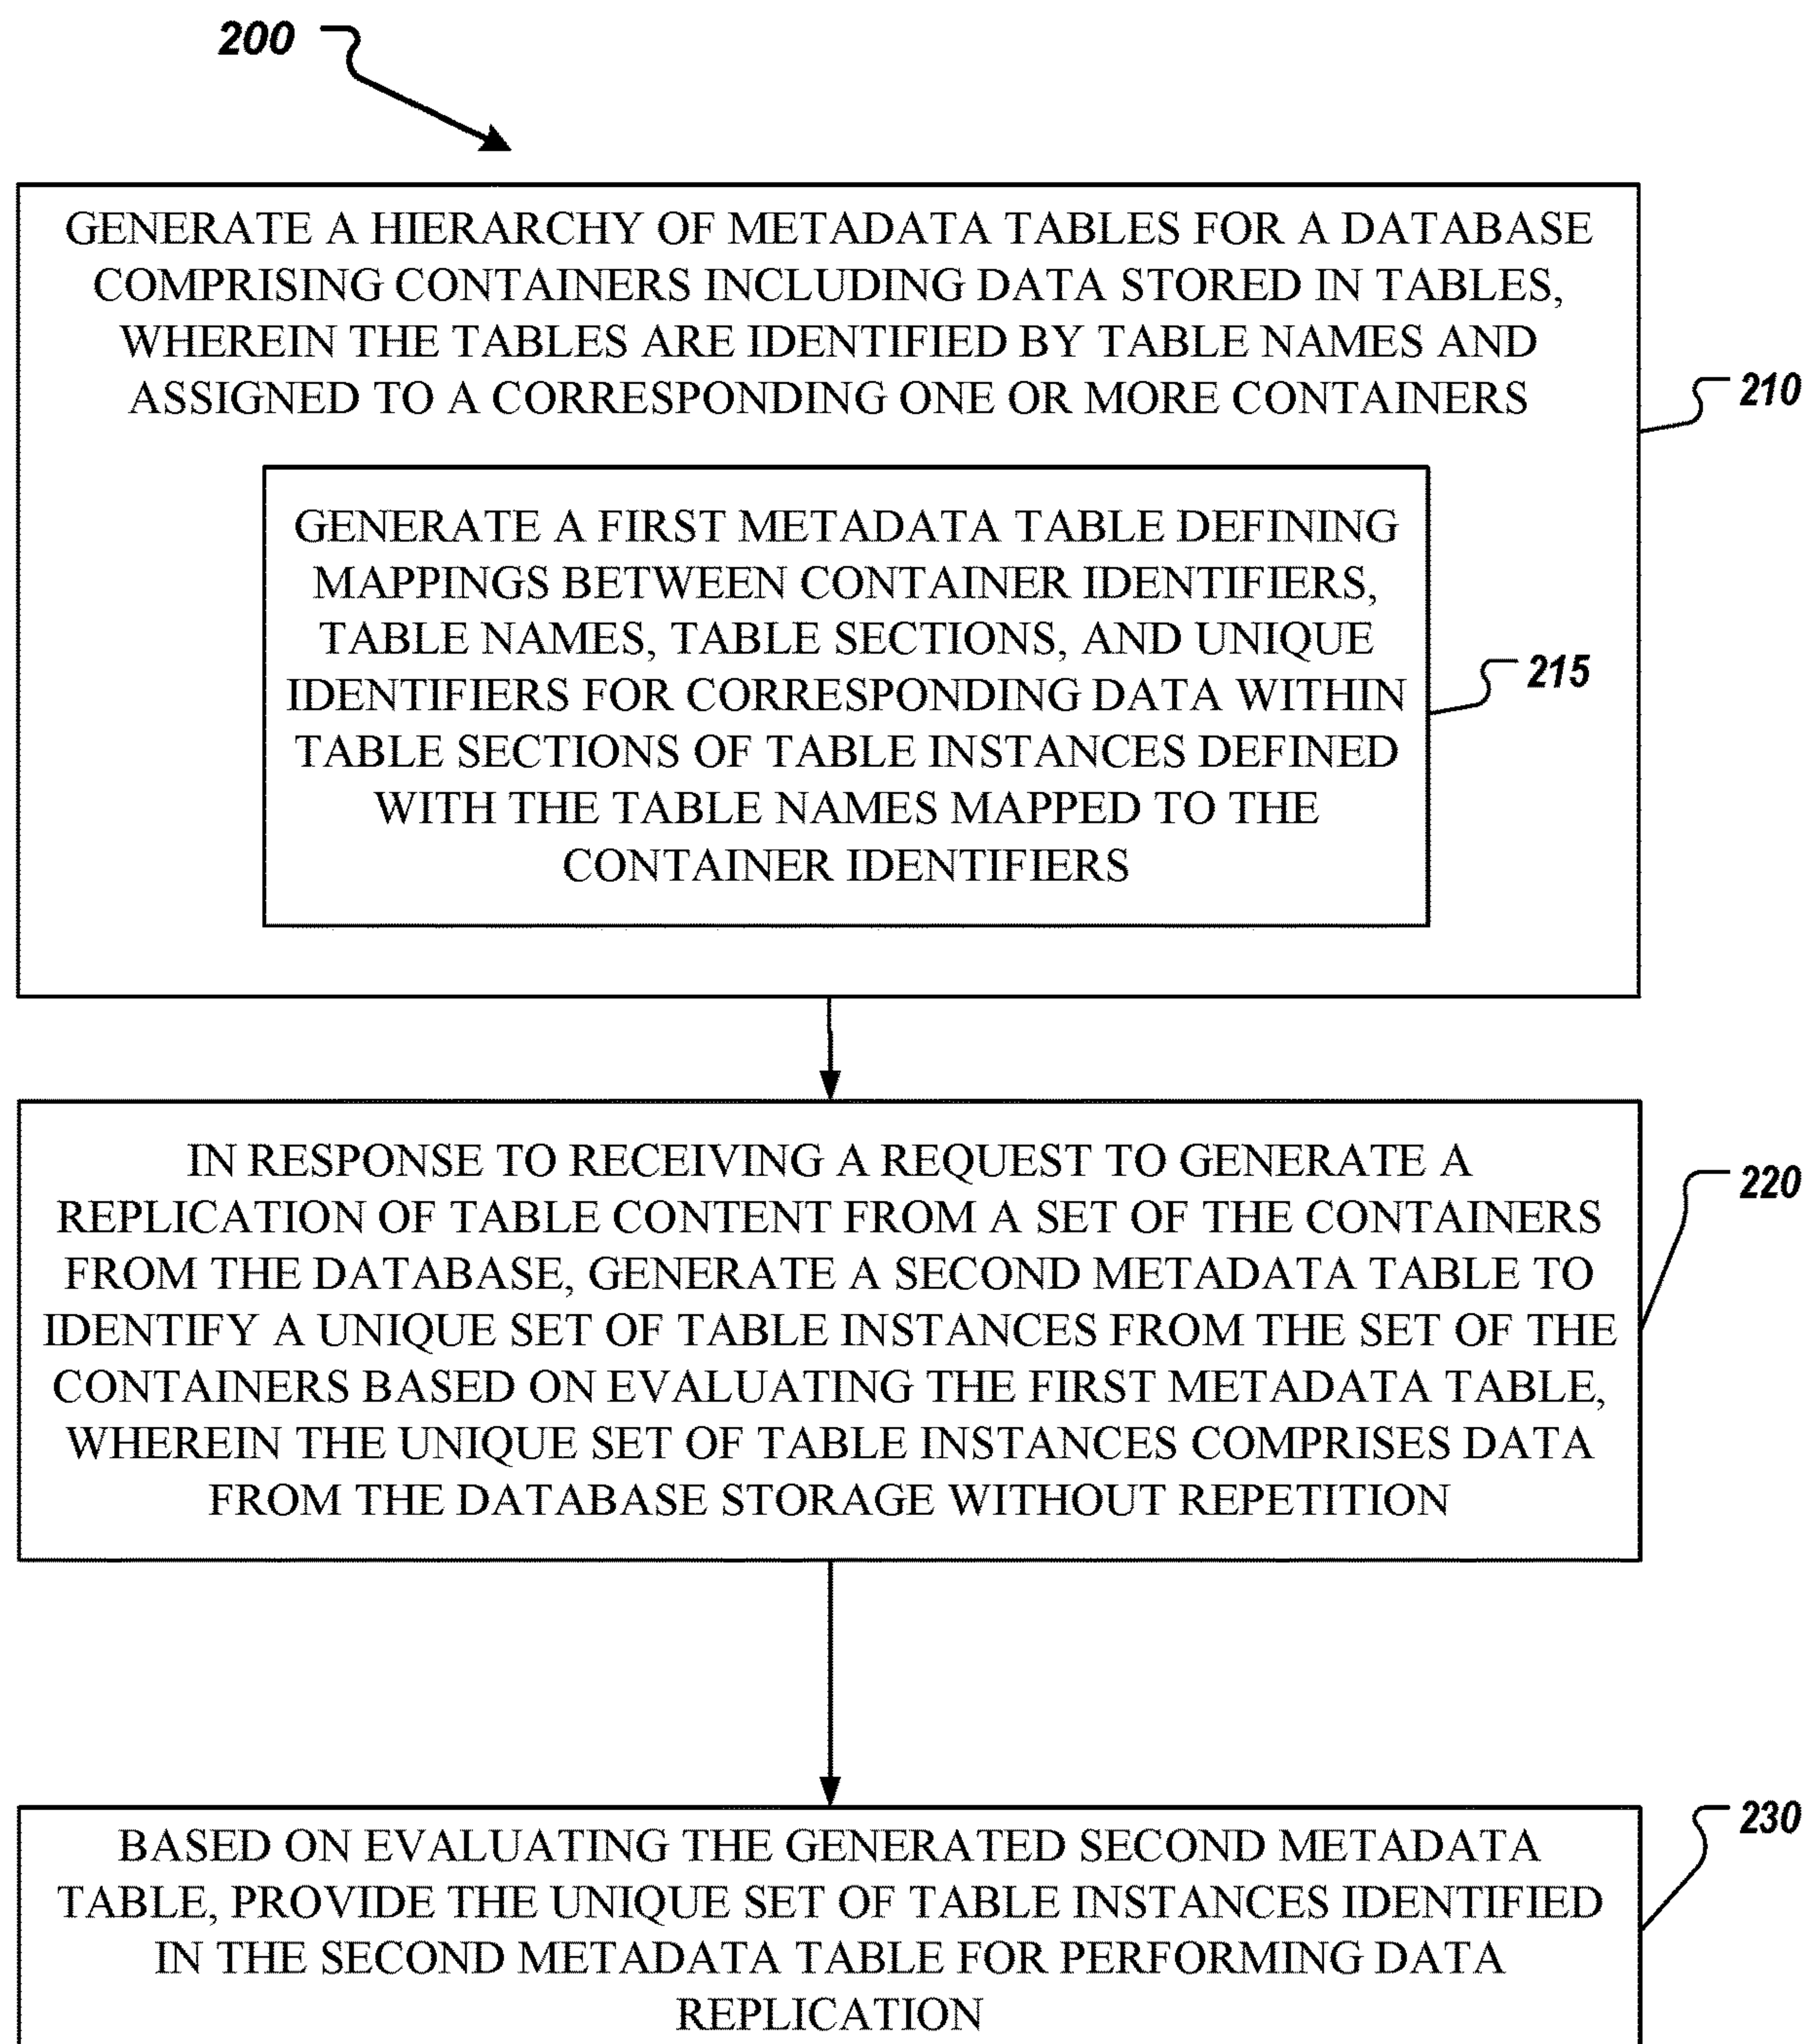 200
GENERATE A HIERARCHY OF METADATA TABLES FOR A DATABASE
COMPRISING CONTAINERS INCLUDING DATA STORED IN TABLES,
WHEREIN THE TABLES ARE IDENTIFIED BY TABLE NAMES AND
ASSIGNED TO A CORRESPONDING ONE OR MORE CONTAINERS
210
GENERATE A FIRST METADATA TABLE DEFINING
MAPPINGS BETWEEN CONTAINER IDENTIFIERS,
TABLE NAMES, TABLE SECTIONS, AND UNIQUE
IDENTIFIERS FOR CORRESPONDING DATA WITHIN
TABLE SECTIONS OF TABLE INSTANCES DEFINED
WITH THE TABLE NAMES MAPPED TO THE
CONTAINER IDENTIFIERS
215
IN RESPONSE TO RECEIVING A REQUEST TO GENERATE A
REPLICATION OF TABLE CONTENT FROM A SET OF THE CONTAINERS
FROM THE DATABASE, GENERATE A SECOND METADATA TABLE TO
IDENTIFY A UNIQUE SET OF TABLE INSTANCES FROM THE SET OF THE
CONTAINERS BASED ON EVALUATING THE FIRST METADATA TABLE,
WHEREIN THE UNIQUE SET OF TABLE INSTANCES COMPRISES DATA
FROM THE DATABASE STORAGE WITHOUT REPETITION
220
BASED ON EVALUATING THE GENERATED SECOND METADATA
TABLE, PROVIDE THE UNIQUE SET OF TABLE INSTANCES IDENTIFIED
IN THE SECOND METADATA TABLE FOR PERFORMING DATA
REPLICATION
230